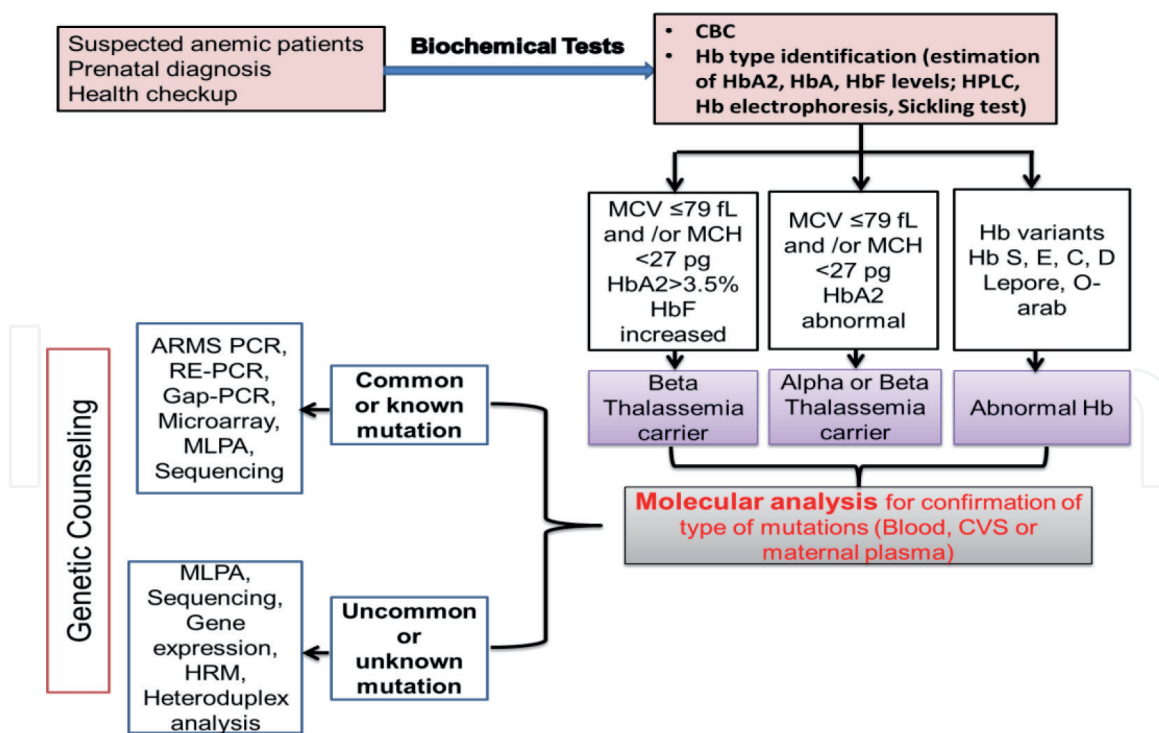 Suspected anemic patients
Prenatal diagnosis
Health checkup
Biochemical Tests
• CBC
• Hb type identification (estimation
of HbA2, HbA, HbF levels; HPLC,
Hb electrophoresis, Sickling test)
MCV ≤79 fL
and /or MCH
<27 pg
HbA2>3.5%
HbF
increased
MCV ≤79 fL
and /or MCH
<27 pg
HbA2
abnormal
Hb variants
Hb S, E, C, D
Lepore, O-
arab
Beta
Thalassemia
carrier
Alpha or Beta
Thalassemia
carrier
Abnormal Hb
Molecular analysis for confirmation of
type of mutations (Blood, CVS or
maternal plasma)
Common
or known
mutation
ARMS PCR,
RE-PCR,
Gap-PCR,
Microarray,
MLPA,
Sequencing
Uncommon
or
unknown
mutation
MLPA,
Sequencing,
Gene
expression,
HRM,
Heteroduplex
analysis
Genetic Counseling